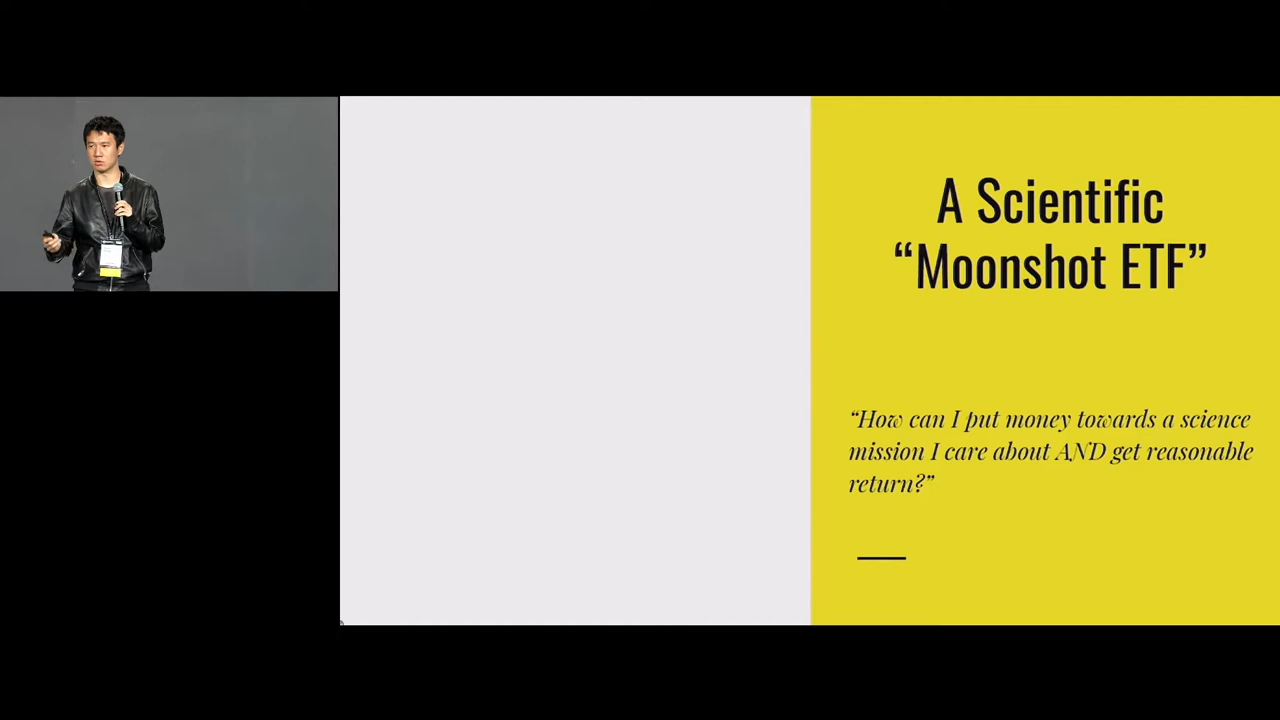 A Scientific
“Moonshot ETF”
“How can I put money towards a science
mission I care about AND get reasonable
return?”